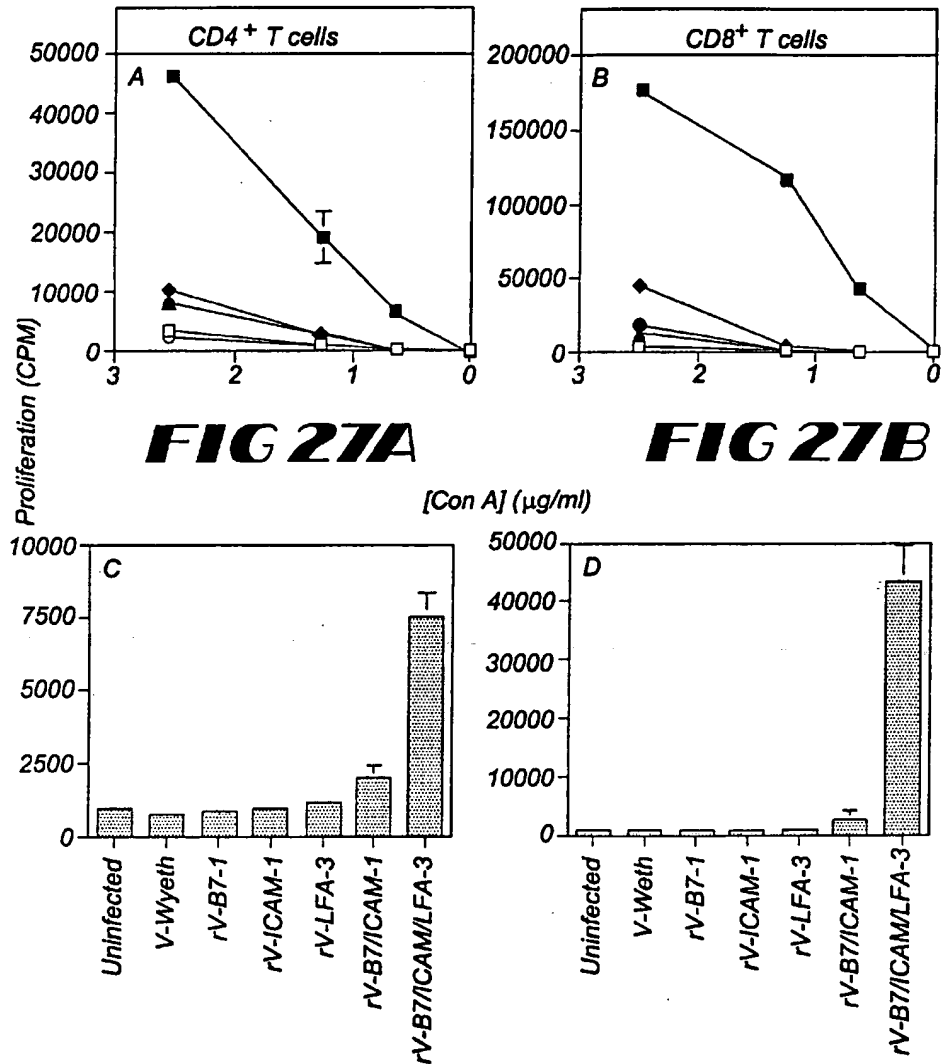 CD4+ T cells
CD8+ T cells
Proliferation (CPM)
A
50000
40000
30000
20000
10000
0
3
2
1
0
B
200000
150000
100000
50000
0
3
2
1
0
FIG 27A
FIG 27B
[Con A] (µg/ml)
C
10000
7500
5000
2500
0
Uninfected
V-Wyeth
rV-B7-1
rV-ICAM-1
rV-LFA-3
rV-B7/ICAM-1
rV-B7/ICAM/LFA-3
D
50000
40000
30000
20000
10000
0
Uninfected
V-Weth
rV-B7-1
rV-ICAM-1
rV-LFA-3
rV-B7/ICAM-1
rV-B7/ICAM/LFA-3